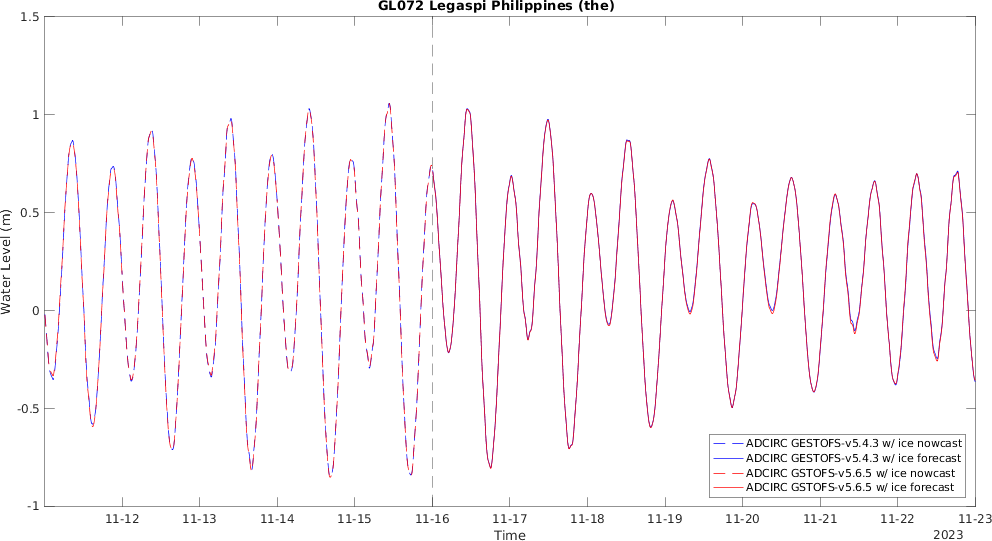 GL072 Legaspi Philippines (the)
1.5
1
0.5
0
-0.5
-1
Water Level (m)
ADCIRC GESTOFS-v5.4.3 w/ ice nowcast
ADCIRC GESTOFS-v5.4.3 w/ ice forecast
ADCIRC GSTOFS-v5.6.5 w/ ice nowcast
ADCIRC GSTOFS-v5.6.5 w/ ice forecast
11-12 11-13 11-14 11-15 11-16 11-17 11-18 11-19 11-20 11-21 11-22 11-23
Time
2023